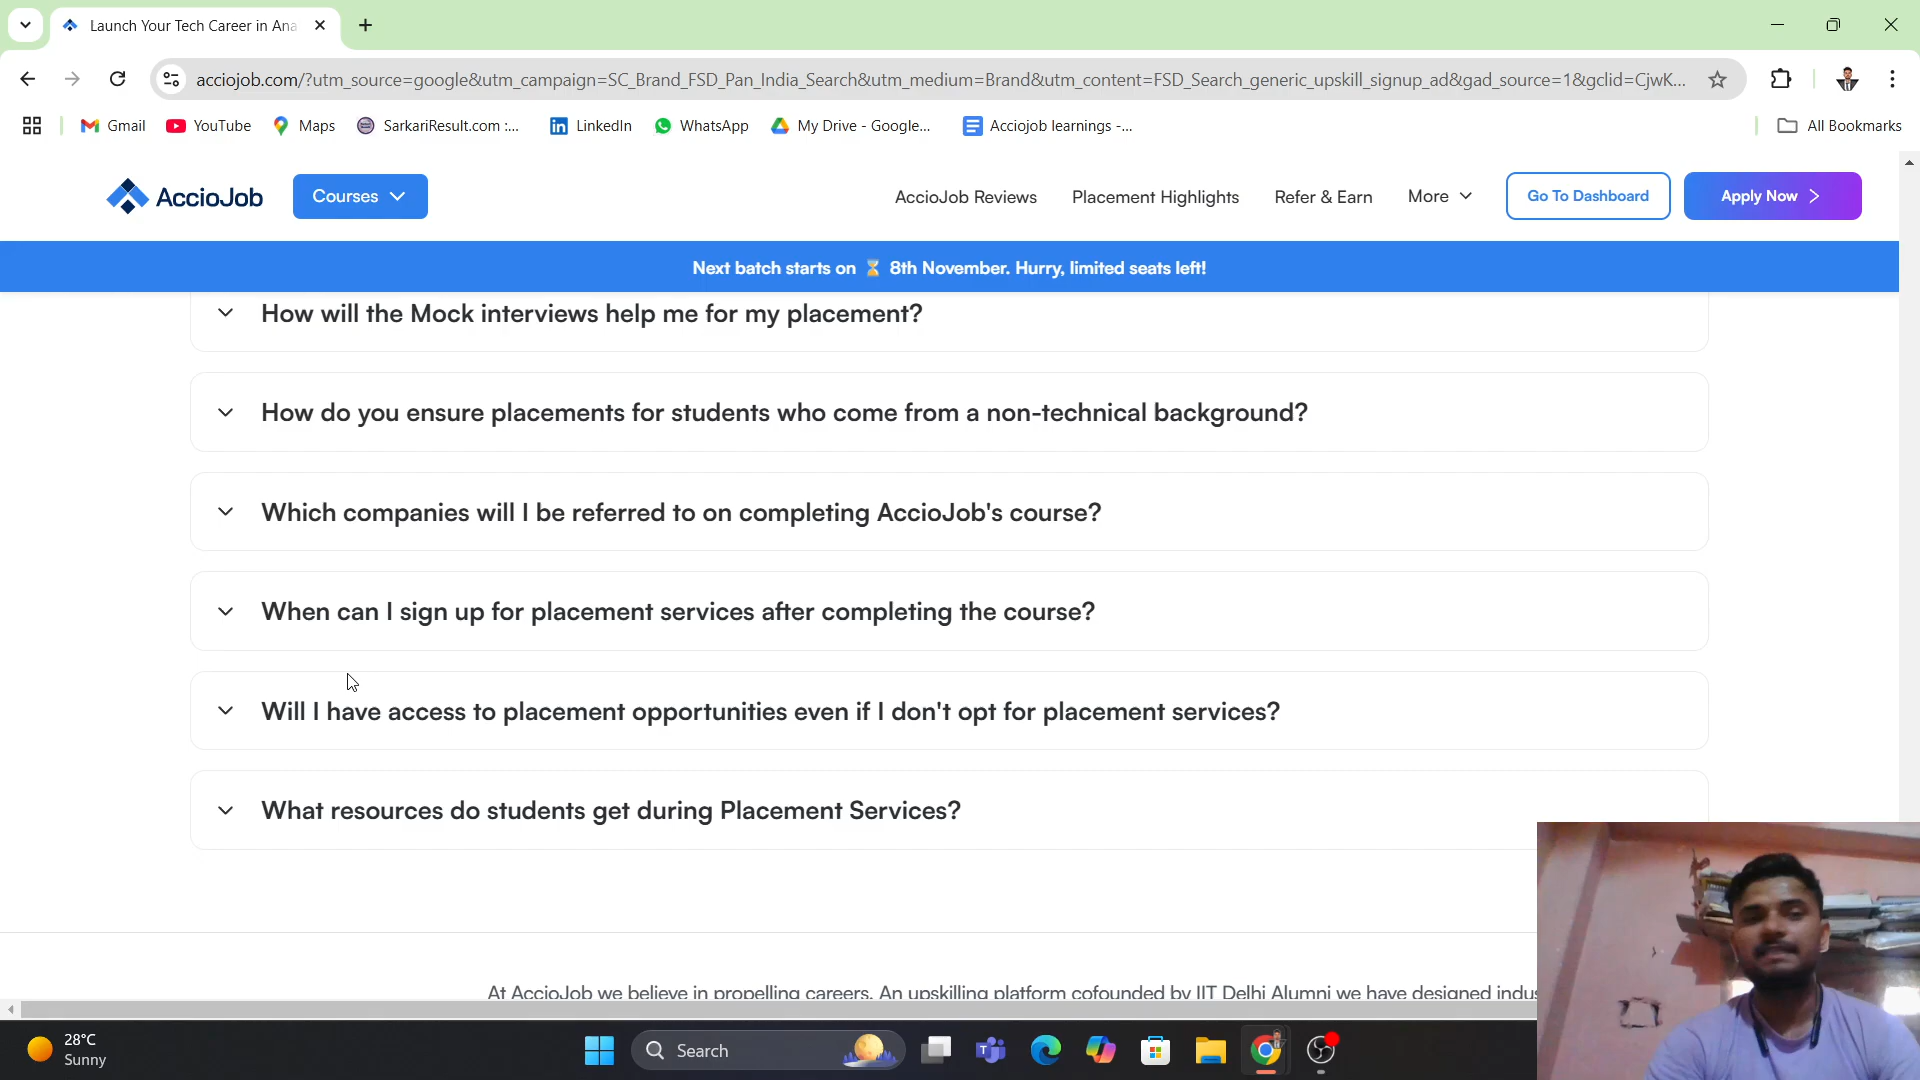 Launch Your Tech Career in Ana
acciojob.com/?utm_source=google&utm_campaign=SC_Brand_FSD_Pan_India_Search&utm_medium=Brand&utm_content=FSD_Search_generic_upskill_signup_ad&gad_source=1&gclid=CjwK...
Gmail YouTube Maps SarkariResult.com :... LinkedIn WhatsApp My Drive - Google... Acciojob learnings -... All Bookmarks
AccioJob Courses AccioJob Reviews Placement Highlights Refer & Earn More Go To Dashboard Apply Now
Next batch starts on ⌛ 8th November. Hurry, limited seats left!
How will the Mock interviews help me for my placement?
How do you ensure placements for students who come from a non-technical background?
Which companies will I be referred to on completing AccioJob's course?
When can I sign up for placement services after completing the course?
Will I have access to placement opportunities even if I don't opt for placement services?
What resources do students get during Placement Services?
At AccioJob we believe in propelling careers. An upskilling platform cofounded by IIT Delhi Alumni we have designed indus
28°C
Sunny
Search